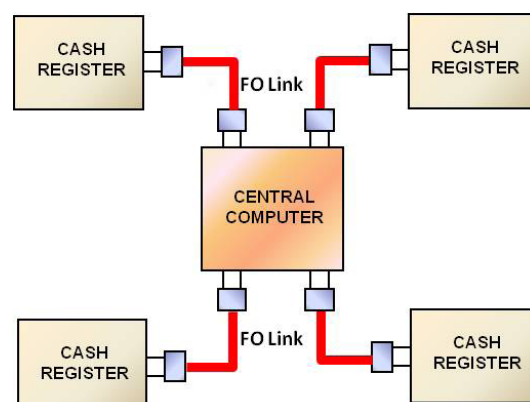 CASH
REGISTER
CASH
REGISTER
FO Link
CENTRAL
COMPUTER
FO Link
CASH
REGISTER
CASH
REGISTER